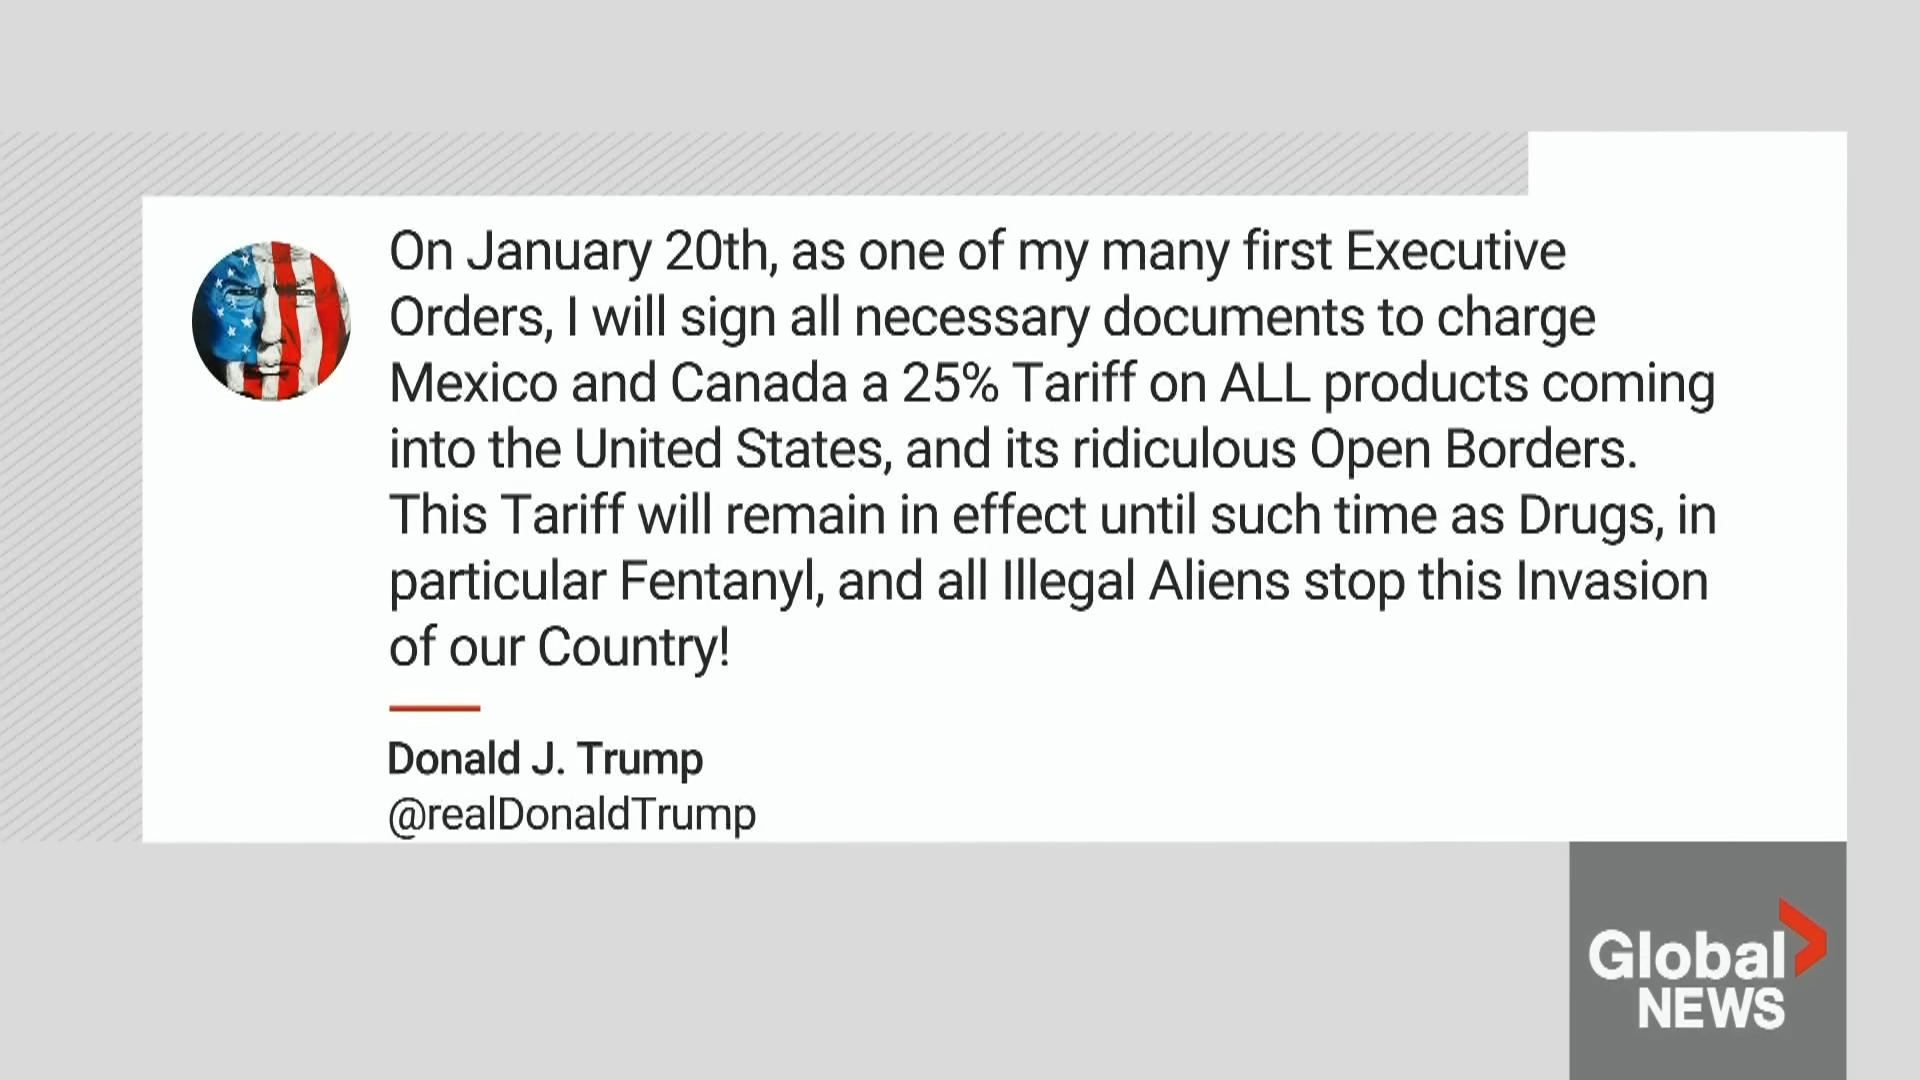 On January 20th, as one of my many first Executive
Orders, I will sign all necessary documents to charge
Mexico and Canada a 25% Tariff on ALL products coming
into the United States, and its ridiculous Open Borders.
This Tariff will remain in effect until such time as Drugs, in
particular Fentanyl, and all Illegal Aliens stop this Invasion
of our Country!
Donald J. Trump
@realDonaldTrump
Global
NEWS